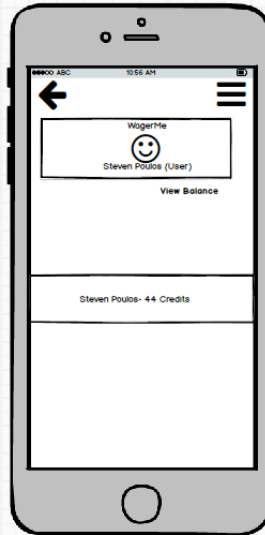 ABC 10:56 AM
WagerMe
Steven Poulos (User)
View Balance
Steven Poulos- 44 Credits